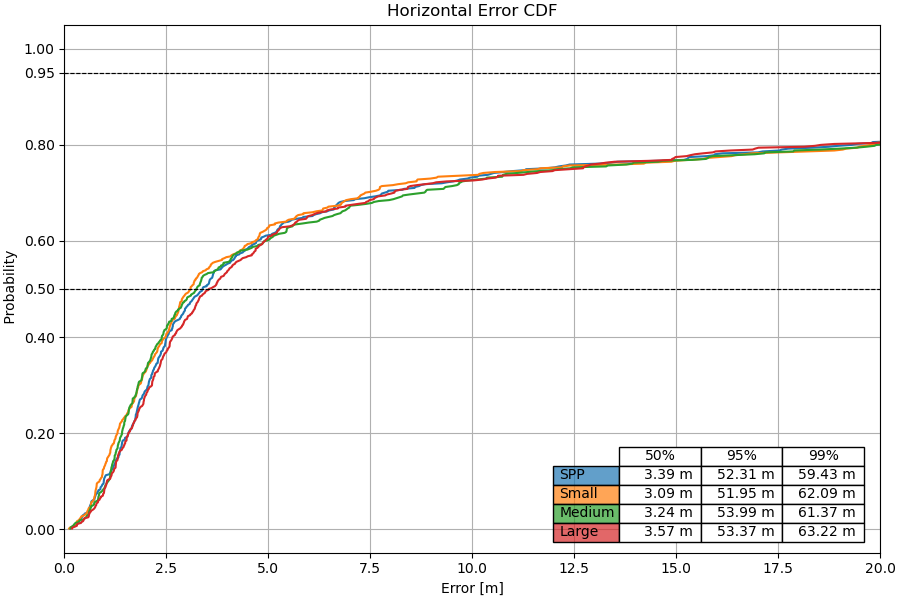 Horizontal Error CDF
1.00
0.95
0.80
0.60
0.50
0.40
0.20
0.00
Probability
50% 95% 99%
SPP 3.39 m 52.31 m 59.43 m
Small 3.09 m 51.95 m 62.09 m
Medium 3.24 m 53.99 m 61.37 m
Large 3.57 m 53.37 m 63.22 m
0.0 2.5 5.0 7.5 10.0 12.5 15.0 17.5 20.0
Error [m]